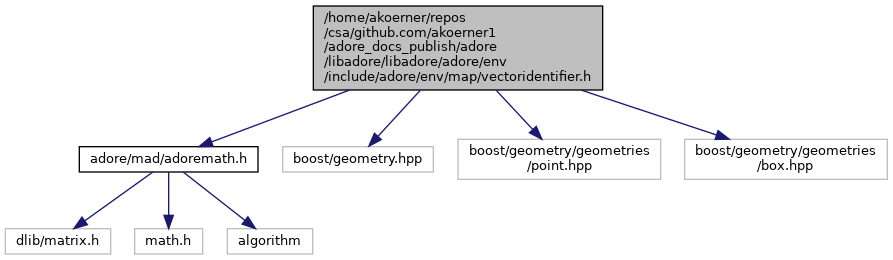 /home/akoerner/repos
/csa/github.com/akoerner1
/adore_docs_publish/adore
/libadore/libadore/adore/env
/include/adore/env/map/vectoridentifier.h
adore/mad/adoremath.h
boost/geometry.hpp
boost/geometry/geometries
/point.hpp
boost/geometry/geometries
/box.hpp
dlib/matrix.h
math.h
algorithm